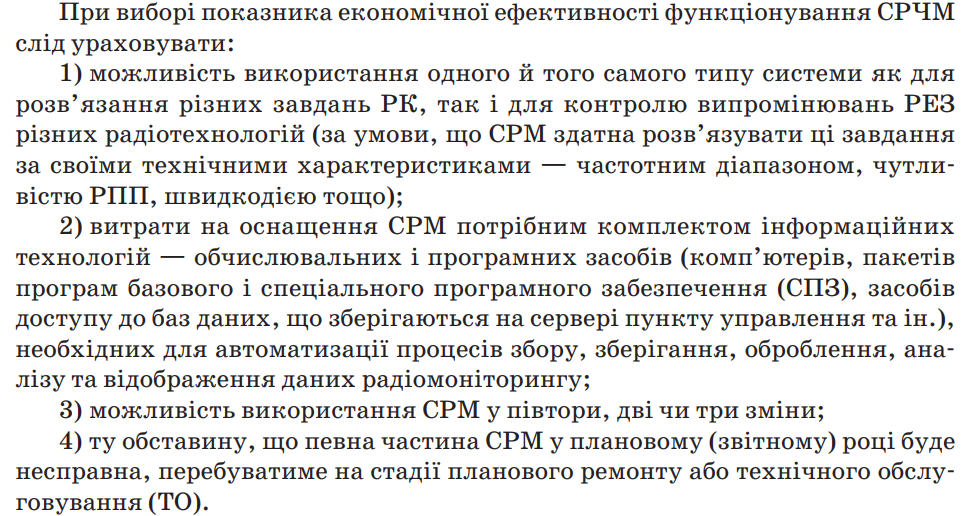 При виборі показника економічної ефективності функціонування СРЧМ
слід ураховувати:
1) можливість використання одного й того самого типу системи як для
розв’язання різних завдань РК, так і для контролю випромінювань РЕЗ
різних радіотехнологій (за умови, що СРМ здатна розв’язувати ці завдання
за своїми технічними характеристиками — частотним діапазоном, чутли-
вістю РПП, швидкодією тощо);
2) витрати на оснащення СРМ потрібним комплектом інформаційних
технологій — обчислювальних і програмних засобів (комп’ютерів, пакетів
програм базового і спеціального програмного забезпечення (СПЗ), засобів
доступу до баз даних, що зберігаються на сервері пункту управління та ін.),
необхідних для автоматизації процесів збору, зберігання, оброблення, ана-
лізу та відображення даних радіомоніторингу;
3) можливість використання СРМ у півтори, дві чи три зміни;
4) ту обставину, що певна частина СРМ у плановому (звітному) році буде
несправна, перебуватиме на стадії планового ремонту або технічного обслу-
говування (ТО).